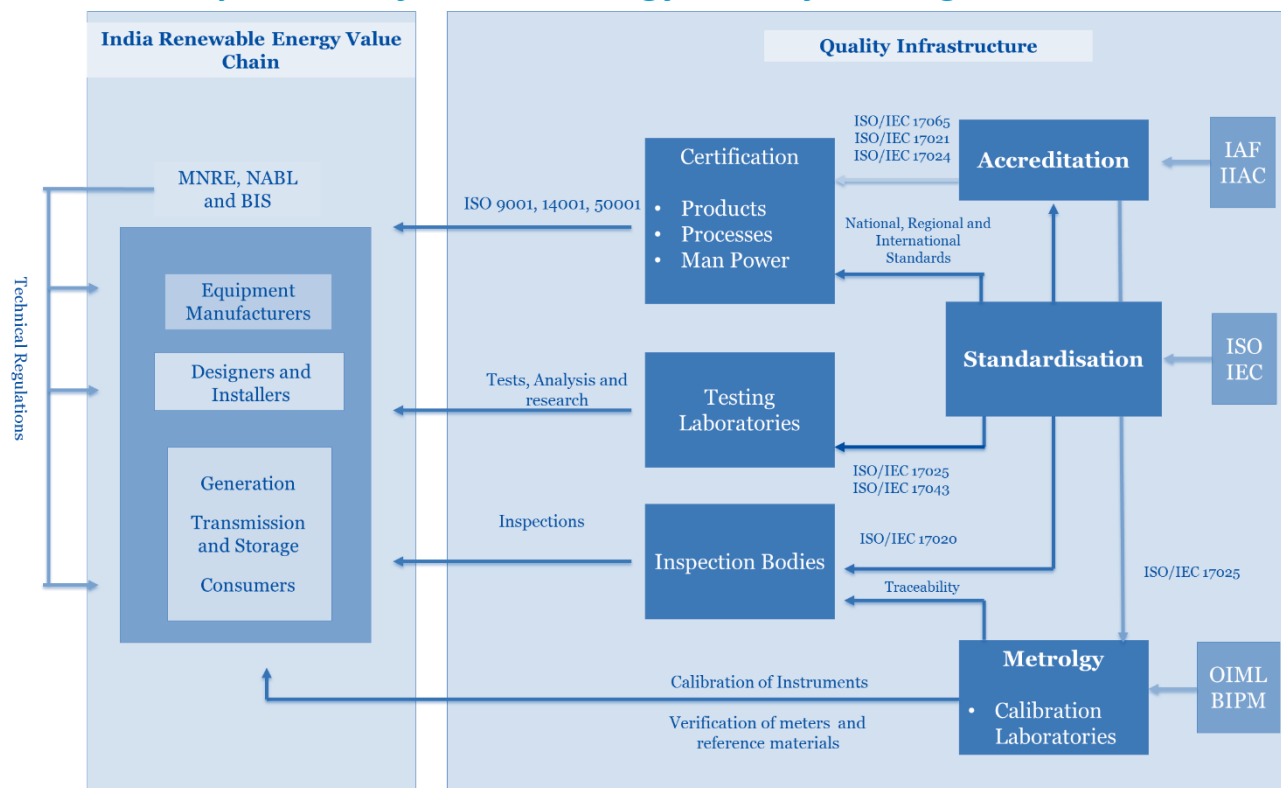 India Renewable Energy Value
Chain
MNRE, NABL
and BIS
Technical Regulations
Equipment
Manufacturers
Designers and
Installers
Generation
Transmission
and Storage
Consumers
Quality Infrastructure
ISO 9001, 14001, 50001
Certification
• Products
• Processes
• Man Power
ISO/IEC 17065
ISO/IEC 17021
ISO/IEC 17024
Accreditation
IAF
IIAC
National, Regional and
International
Standards
Tests, Analysis and
research
Testing
Laboratories
Standardisation
ISO
IEC
ISO/IEC 17025
ISO/IEC 17043
Inspections
Inspection Bodies
ISO/IEC 17020
Traceability
ISO/IEC 17025
Calibration of Instruments
Verification of meters and
reference materials
Metrolgy
• Calibration
Laboratories
OIML
BIPM